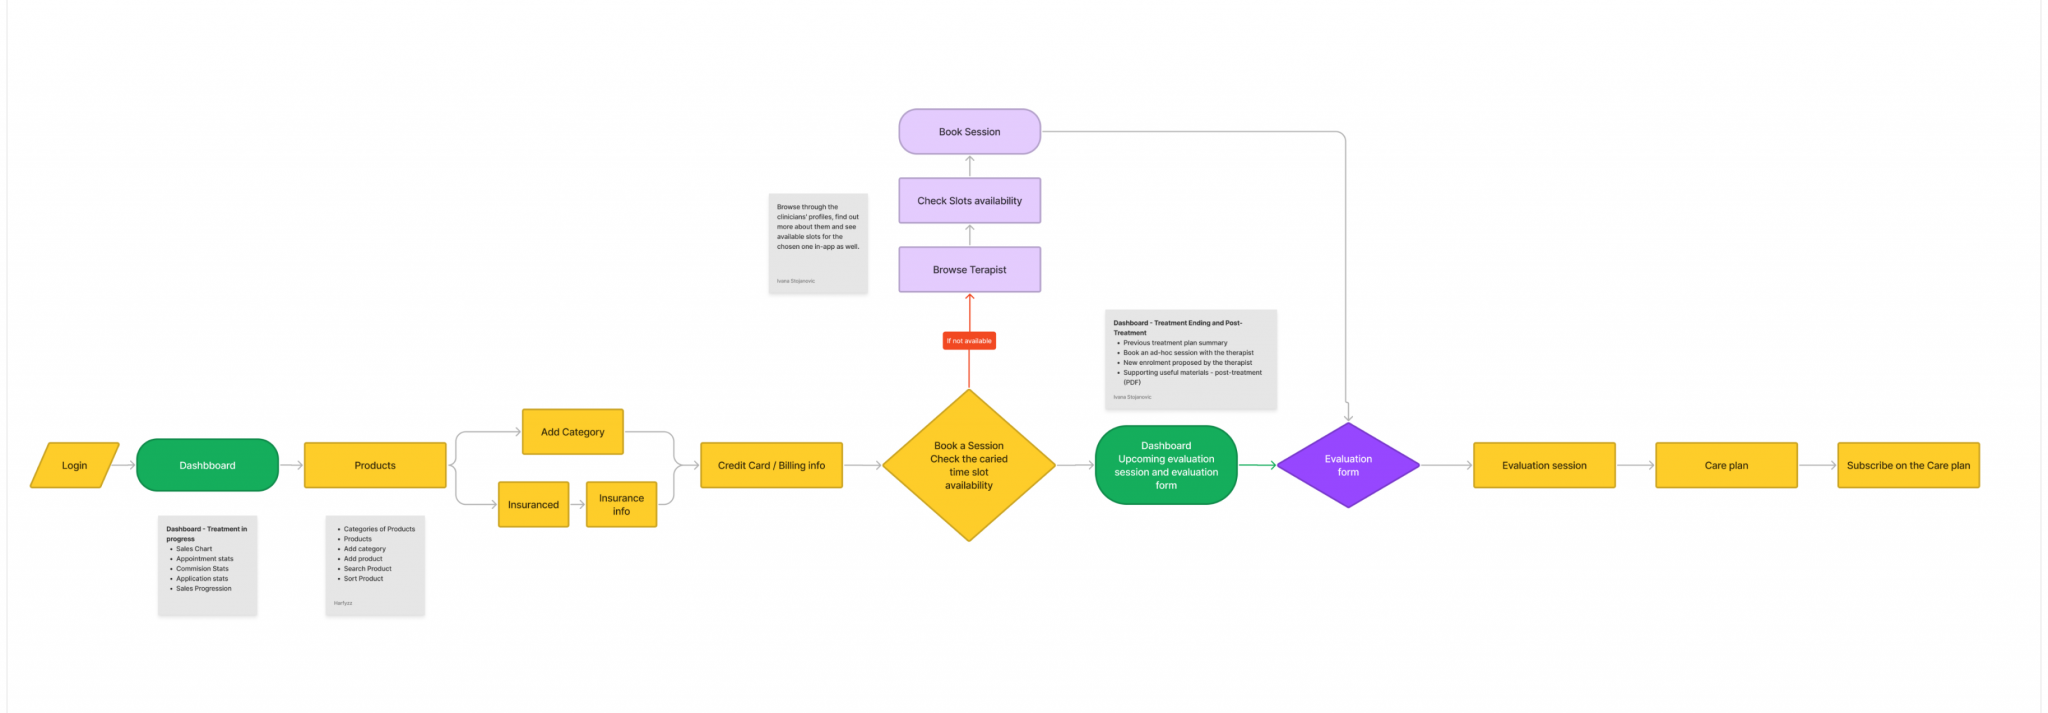 Book Session
Check Slots availability
Browse through the
clinicians' profiles, find out
more about them and see
available slots for the
chosen one in-app as well.
Ivana Stojanovic
Browse Terapist
If not available
Dashboard - Treatment Ending and Post-
Treatment
• Previous treatment plan summary
• Book an ad-hoc session with the therapist
• New enrolment proposed by the therapist
• Supporting useful materials - post-treatment
(PDF)
Ivana Stojanovic
Login
Dashbboard
Products
Add Category
Insuranced
Insurance
info
Credit Card / Billing info
Book a Session
Check the caried
time slot
availability
Dashboard
Upcoming evaluation
session and evaluation
form
Evaluation
form
Evaluation session
Care plan
Subscribe on the Care plan
Dashboard - Treatment in
progress
• Sales Chart
• Appointment stats
• Commision Stats
• Application stats
• Sales Progression
• Categories of Products
• Products
• Add category
• Add product
• Search Product
• Sort Product